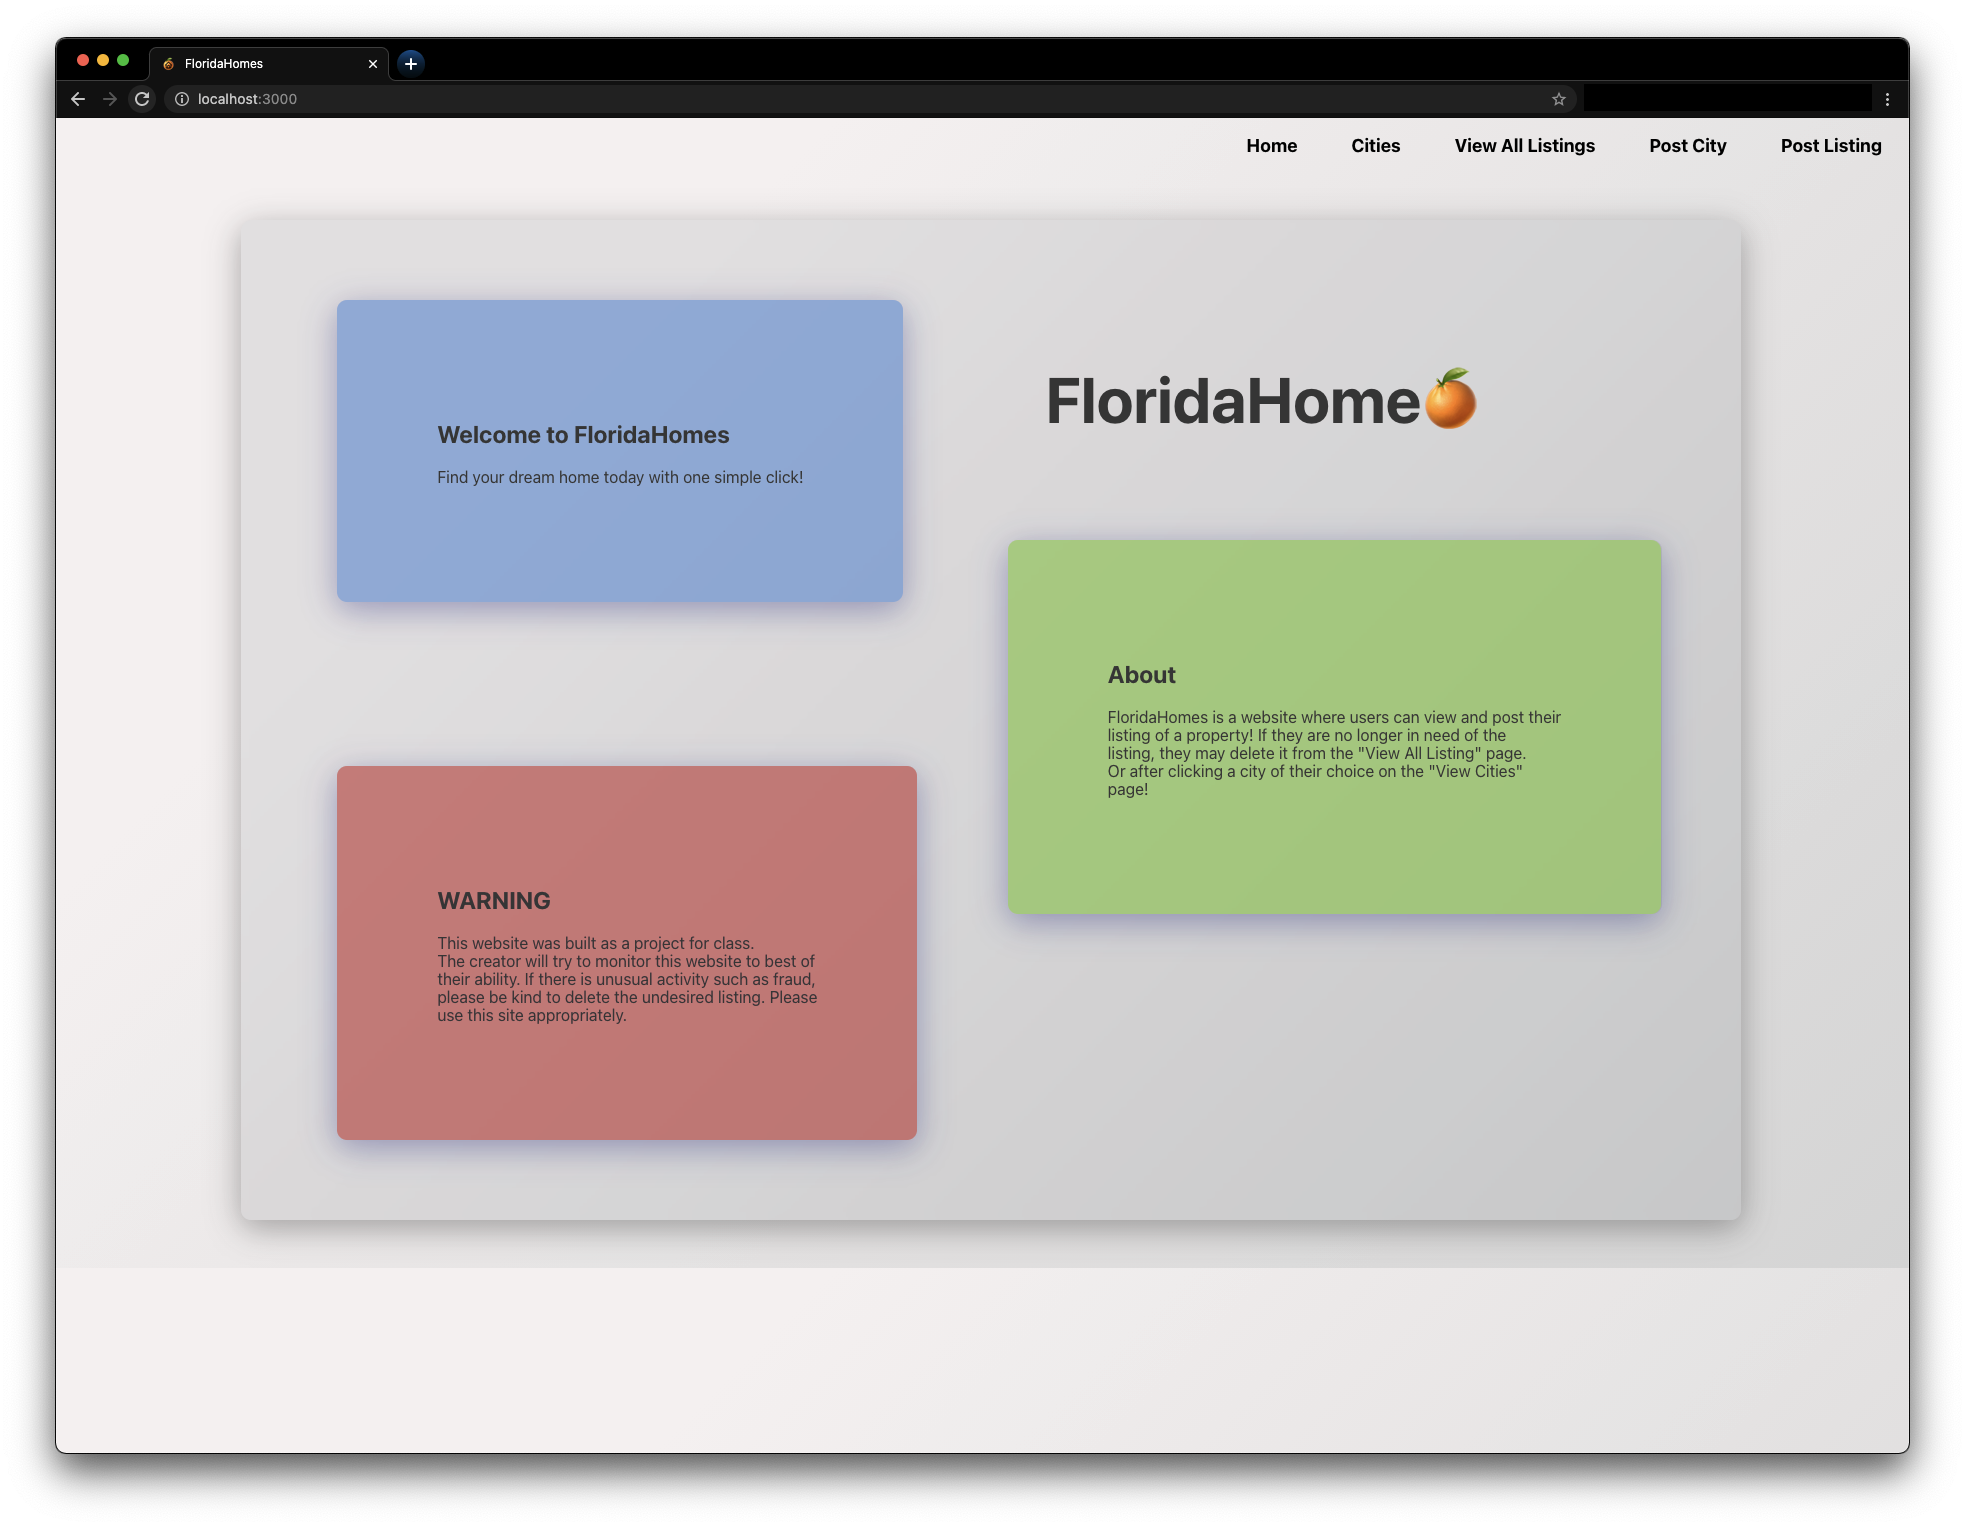 FloridaHomes
localhost:3000
Home Cities View All Listings Post City Post Listing
Welcome to FloridaHomes
Find your dream home today with one simple click!
FloridaHome🍊
About
FloridaHomes is a website where users can view and post their
listing of a property! If they are no longer in need of the
listing, they may delete it from the "View All Listing" page.
Or after clicking a city of their choice on the "View Cities"
page!
WARNING
This website was built as a project for class.
The creator will try to monitor this website to best of
their ability. If there is unusual activity such as fraud,
please be kind to delete the undesired listing. Please
use this site appropriately.